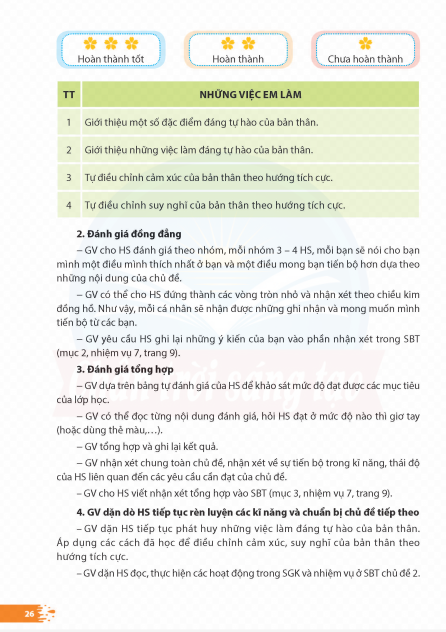 Hoàn thành tốt
Hoàn thành
Chưa hoàn thành
TT NHỮNG VIỆC EM LÀM
1 Giới thiệu một số đặc điểm đáng tự hào của bản thân.
2 Giới thiệu những việc làm đáng tự hào của bản thân.
3 Tự điều chỉnh cảm xúc của bản thân theo hướng tích cực.
4 Tự điều chỉnh suy nghĩ của bản thân theo hướng tích cực.
2. Đánh giá đồng đẳng
– GV cho HS đánh giá theo nhóm, mỗi nhóm 3 – 4 HS, mỗi bạn sẽ nói cho bạn
mình một điều mình thích nhất ở bạn và một điều mong bạn tiến bộ hơn dựa theo
những nội dung của chủ đề.
– GV có thể cho HS đứng thành các vòng tròn nhỏ và nhận xét theo chiều kim
đồng hồ. Như vậy, mỗi cá nhân sẽ nhận được những ghi nhận và mong muốn mình
tiến bộ từ các bạn.
– GV yêu cầu HS ghi lại những ý kiến của bạn vào phần nhận xét trong SBT
(mục 2, nhiệm vụ 7, trang 9).
3. Đánh giá tổng hợp
– GV dựa trên bảng tự đánh giá của HS để khảo sát mức độ đạt được các mục tiêu
của lớp học.
– GV có thể đọc từng nội dung đánh giá, hỏi HS đạt ở mức độ nào thì giơ tay
(hoặc dùng thẻ màu,…).
– GV tổng hợp và ghi lại kết quả.
– GV nhận xét chung toàn chủ đề, nhận xét về sự tiến bộ trong kĩ năng, thái độ
của HS liên quan đến các yêu cầu cần đạt của chủ đề.
– GV cho HS viết nhận xét tổng hợp vào SBT (mục 3, nhiệm vụ 7, trang 9).
4. GV dặn dò HS tiếp tục rèn luyện các kĩ năng và chuẩn bị chủ đề tiếp theo
– GV dặn HS tiếp tục phát huy những việc làm đáng tự hào của bản thân.
Áp dụng các cách đã học để điều chỉnh cảm xúc, suy nghĩ của bản thân theo
hướng tích cực.
– GV dặn HS đọc, thực hiện các hoạt động trong SGK và nhiệm vụ ở SBT chủ đề 2.
26